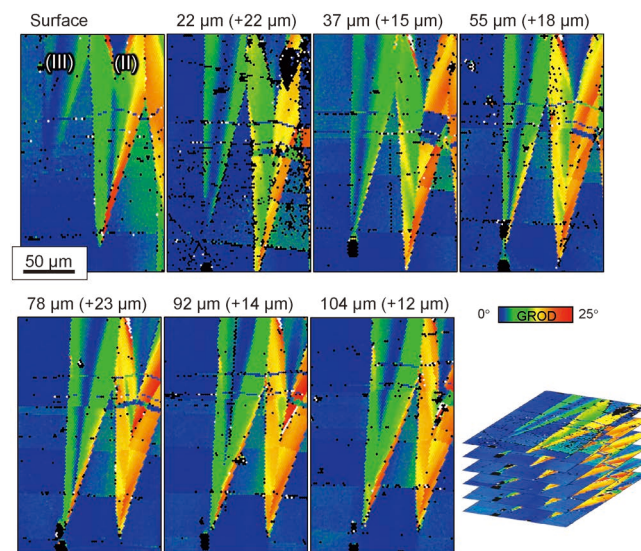 Surface
22 µm (+22 µm)
37 µm (+15 µm)
55 µm (+18 µm)
(III)
(II)
50 µm
78 µm (+23 µm)
92 µm (+14 µm)
104 µm (+12 µm)
0° GROD 25°